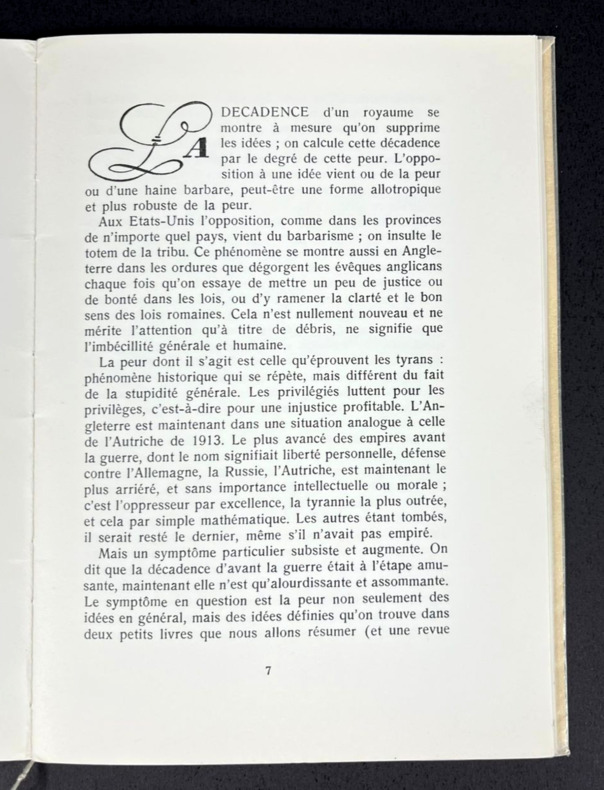 LA DECADENCE d'un royaume se
montre à mesure qu'on supprime
les idées ; on calcule cette décadence
par le degré de cette peur. L'oppo-
sition à une idée vient ou de la peur
ou d'une haine barbare, peut-être une forme allotropique
et plus robuste de la peur.
Aux Etats-Unis l'opposition, comme dans les provinces
de n'importe quel pays, vient du barbarisme ; on insulte le
totem de la tribu. Ce phénomène se montre aussi en Angle-
terre dans les ordures que dégorgent les évêques anglicans
chaque fois qu'on essaye de mettre un peu de justice ou
de bonté dans les lois, ou d'y ramener la clarté et le bon
sens des lois romaines. Cela n'est nullement nouveau et ne
mérite l'attention qu'à titre de débris, ne signifie que
l'imbécillité générale et humaine.
La peur dont il s'agit est celle qu'éprouvent les tyrans :
phénomène historique qui se répète, mais différent du fait
de la stupidité générale. Les privilégiés luttent pour les
privilèges, c'est-à-dire pour une injustice profitable. L'An-
gleterre est maintenant dans une situation analogue à celle
de l'Autriche de 1913. Le plus avancé des empires avant
la guerre, dont le nom signifiait liberté personnelle, défense
contre l'Allemagne, la Russie, l'Autriche, est maintenant le
plus arriéré, et sans importance intellectuelle ou morale ;
c'est l'oppresseur par excellence, la tyrannie la plus outrée,
et cela par simple mathématique. Les autres étant tombés,
il serait resté le dernier, même s'il n'avait pas empiré.
Mais un symptôme particulier subsiste et augmente. On
dit que la décadence d'avant la guerre était à l'étape amu-
sante, maintenant elle n'est qu'alourdissante et assommante.
Le symptôme en question est la peur non seulement des
idées en général, mais des idées définies qu'on trouve dans
deux petits livres que nous allons résumer (et une revue
7